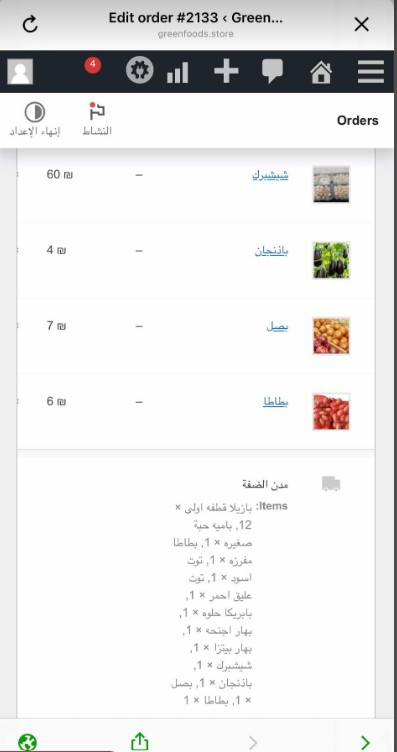 Edit order #2133 ‹ Green...
greenfoods.store
4
Orders
النشاط
إنهاء الإعداد
شيشبرك – 60 ₪
باذنجان – 4 ₪
بصل – 7 ₪
بطاطا – 6 ₪
مدن الضفة
Items: بازيلا قطفه اولى ×
12, باميه حبة
صغيره × 1, بطاطا
مفرزه × 1, توت
اسود × 1, توت
عليق احمر × 1,
بابريكا حلوه × 1,
بهار اجنحه × 1,
بهار بيتزا × 1,
شيشبرك × 1,
باذنجان × 1, بصل
× 1, بطاطا × 1